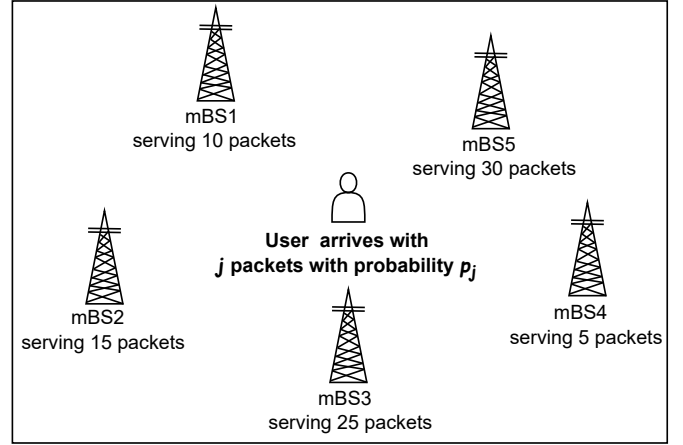 mBS1
serving 10 packets
mBS5
serving 30 packets
User arrives with
j packets with probability pj
mBS2
serving 15 packets
mBS4
serving 5 packets
mBS3
serving 25 packets